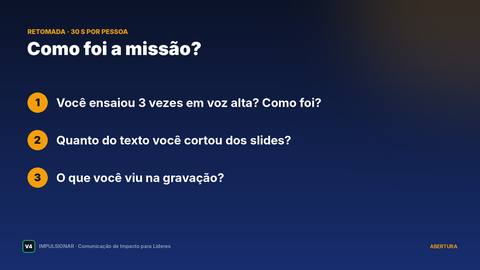 RETOMADA · 30 S POR PESSOA
Como foi a missão?
1 Você ensaiou 3 vezes em voz alta? Como foi?
2 Quanto do texto você cortou dos slides?
3 O que você viu na gravação?
V4 IMPULSIONAR · Comunicação de Impacto para Líderes
ABERTURA